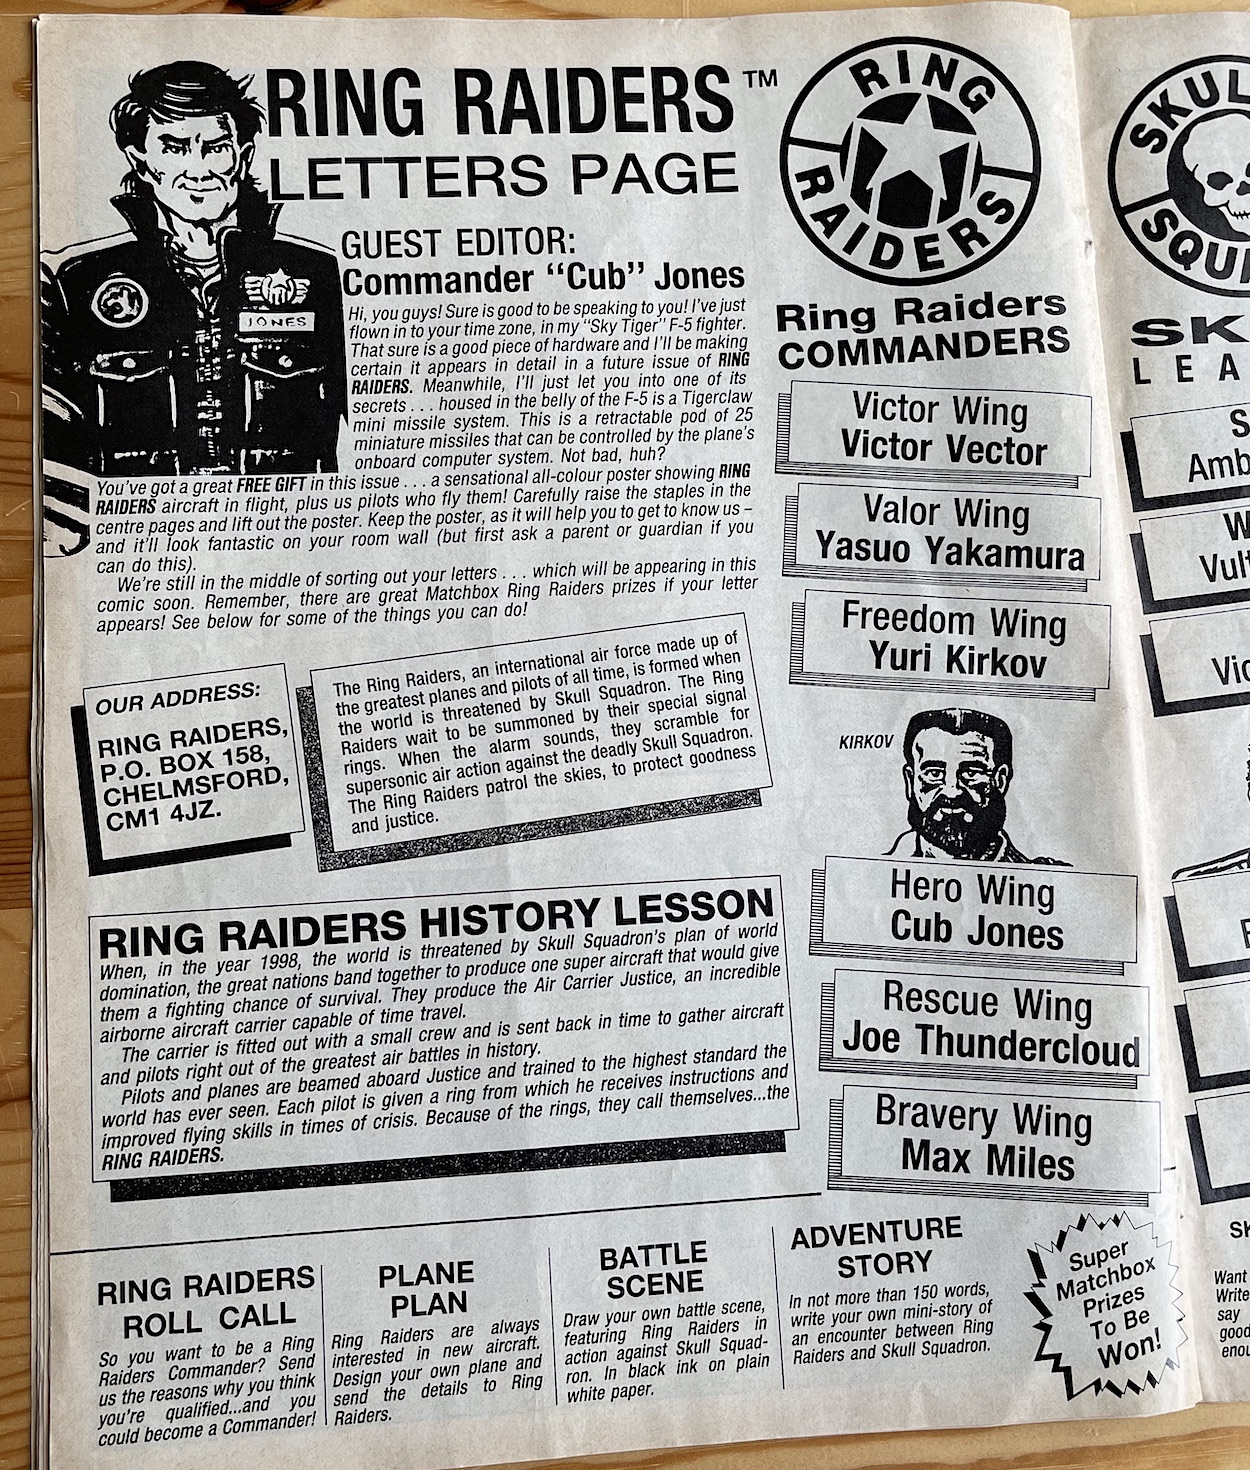 RING RAIDERS™
LETTERS PAGE
GUEST EDITOR:
Commander “Cub” Jones
JONES
Hi, you guys! Sure is good to be speaking to you! I’ve just
flown in to your time zone, in my “Sky Tiger” F-5 fighter.
That sure is a good piece of hardware and I’ll be making
certain it appears in detail in a future issue of RING
RAIDERS. Meanwhile, I’ll just let you into one of its
secrets . . . housed in the belly of the F-5 is a Tigerclaw
mini missile system. This is a retractable pod of 25
miniature missiles that can be controlled by the plane’s
onboard computer system. Not bad, huh?
You’ve got a great FREE GIFT in this issue . . . a sensational all-colour poster showing RING
RAIDERS aircraft in flight, plus us pilots who fly them! Carefully raise the staples in the
centre pages and lift out the poster. Keep the poster, as it will help you to get to know us –
and it’ll look fantastic on your room wall (but first ask a parent or guardian if you
can do this).
We’re still in the middle of sorting out your letters . . . which will be appearing in this
comic soon. Remember, there are great Matchbox Ring Raiders prizes if your letter
appears! See below for some of the things you can do!
OUR ADDRESS:
RING RAIDERS,
P.O. BOX 158,
CHELMSFORD,
CM1 4JZ.
The Ring Raiders, an international air force made up of
the greatest planes and pilots of all time, is formed when
the world is threatened by Skull Squadron. The Ring
Raiders wait to be summoned by their special signal
rings. When the alarm sounds, they scramble for
supersonic air action against the deadly Skull Squadron.
The Ring Raiders patrol the skies, to protect goodness
and justice.
RING RAIDERS HISTORY LESSON
When, in the year 1998, the world is threatened by Skull Squadron’s plan of world
domination, the great nations band together to produce one super aircraft that would give
them a fighting chance of survival. They produce the Air Carrier Justice, an incredible
airborne aircraft carrier capable of time travel.
The carrier is fitted out with a small crew and is sent back in time to gather aircraft
and pilots right out of the greatest air battles in history.
Pilots and planes are beamed aboard Justice and trained to the highest standard the
world has ever seen. Each pilot is given a ring from which he receives instructions and
improved flying skills in times of crisis. Because of the rings, they call themselves...the
RING RAIDERS.
RING
RAIDERS
Ring Raiders
COMMANDERS
Victor Wing
Victor Vector
Valor Wing
Yasuo Yakamura
Freedom Wing
Yuri Kirkov
KIRKOV
Hero Wing
Cub Jones
Rescue Wing
Joe Thundercloud
Bravery Wing
Max Miles
RING RAIDERS
ROLL CALL
So you want to be a Ring
Raiders Commander? Send
us the reasons why you think
you’re qualified...and you
could become a Commander!
PLANE
PLAN
Ring Raiders are always
interested in new aircraft.
Design your own plane and
send the details to Ring
Raiders.
BATTLE
SCENE
Draw your own battle scene,
featuring Ring Raiders in
action against Skull Squad-
ron. In black ink on plain
white paper.
ADVENTURE
STORY
In not more than 150 words,
write your own mini-story of
an encounter between Ring
Raiders and Skull Squadron.
Super
Matchbox
Prizes
To Be
Won!
SKUL
SQU
SK
LEA
S
Amb
W
Vul
Vic
Want
Write
say
good
enou